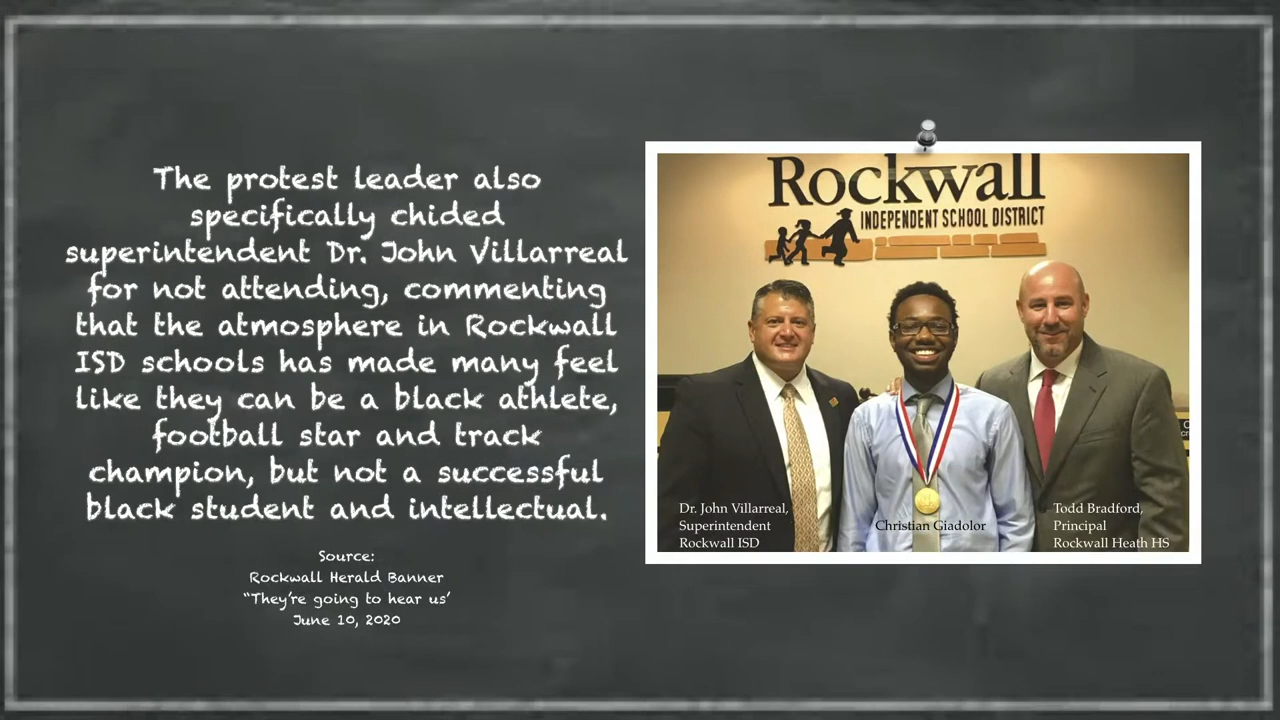 The protest leader also
specifically chided
superintendent Dr. John Villarreal
for not attending, commenting
that the atmosphere in Rockwall
ISD schools has made many feel
like they can be a black athlete,
football star and track
champion, but not a successful
black student and intellectual.
Source:
Rockwall Herald Banner
“They’re going to hear us’
June 10, 2020
Rockwall
INDEPENDENT SCHOOL DISTRICT
Dr. John Villarreal,
Superintendent
Rockwall ISD
Christian Giadolor
Todd Bradford,
Principal
Rockwall Heath HS